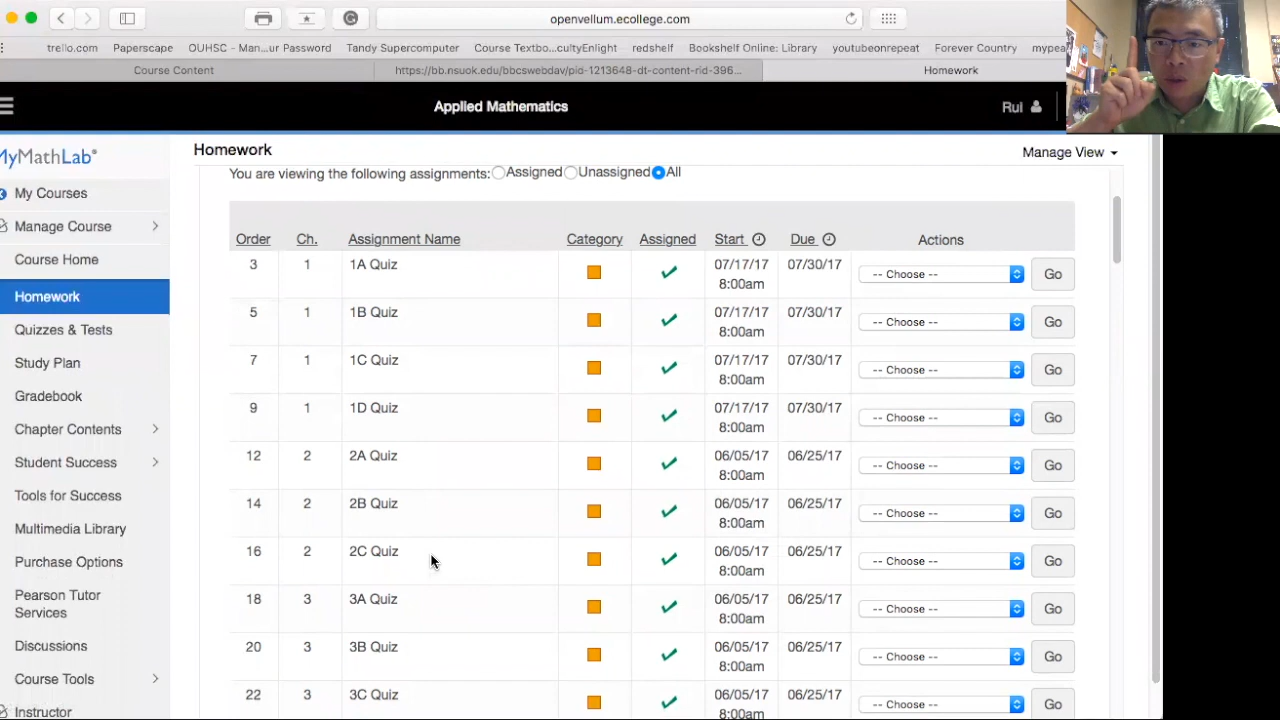 openvellum.ecollege.com
trello.com Paperscape OUHSC - Man...ur Password Tandy Supercomputer Course Textbo...cultyEnlight redshelf Bookshelf Online: Library youtubeonrepeat Forever Country mypea
Course Content https://bb.nsuok.edu/bbcswebdav/pid-1213648-dt-content-rid-396... Homework
Applied Mathematics RuI
MyMathLab® Homework Manage View
You are viewing the following assignments: Assigned Unassigned All
My Courses
Manage Course
Course Home
Homework
Quizzes & Tests
Study Plan
Gradebook
Chapter Contents
Student Success
Tools for Success
Multimedia Library
Purchase Options
Pearson Tutor
Services
Discussions
Course Tools
Instructor
Order Ch. Assignment Name Category Assigned Start Due Actions
3 1 1A Quiz 07/17/17 07/30/17 -- Choose -- Go
8:00am
5 1 1B Quiz 07/17/17 07/30/17 -- Choose -- Go
8:00am
7 1 1C Quiz 07/17/17 07/30/17 -- Choose -- Go
8:00am
9 1 1D Quiz 07/17/17 07/30/17 -- Choose -- Go
8:00am
12 2 2A Quiz 06/05/17 06/25/17 -- Choose -- Go
8:00am
14 2 2B Quiz 06/05/17 06/25/17 -- Choose -- Go
8:00am
16 2 2C Quiz 06/05/17 06/25/17 -- Choose -- Go
8:00am
18 3 3A Quiz 06/05/17 06/25/17 -- Choose -- Go
8:00am
20 3 3B Quiz 06/05/17 06/25/17 -- Choose -- Go
8:00am
22 3 3C Quiz 06/05/17 06/25/17 -- Choose -- Go
8:00am